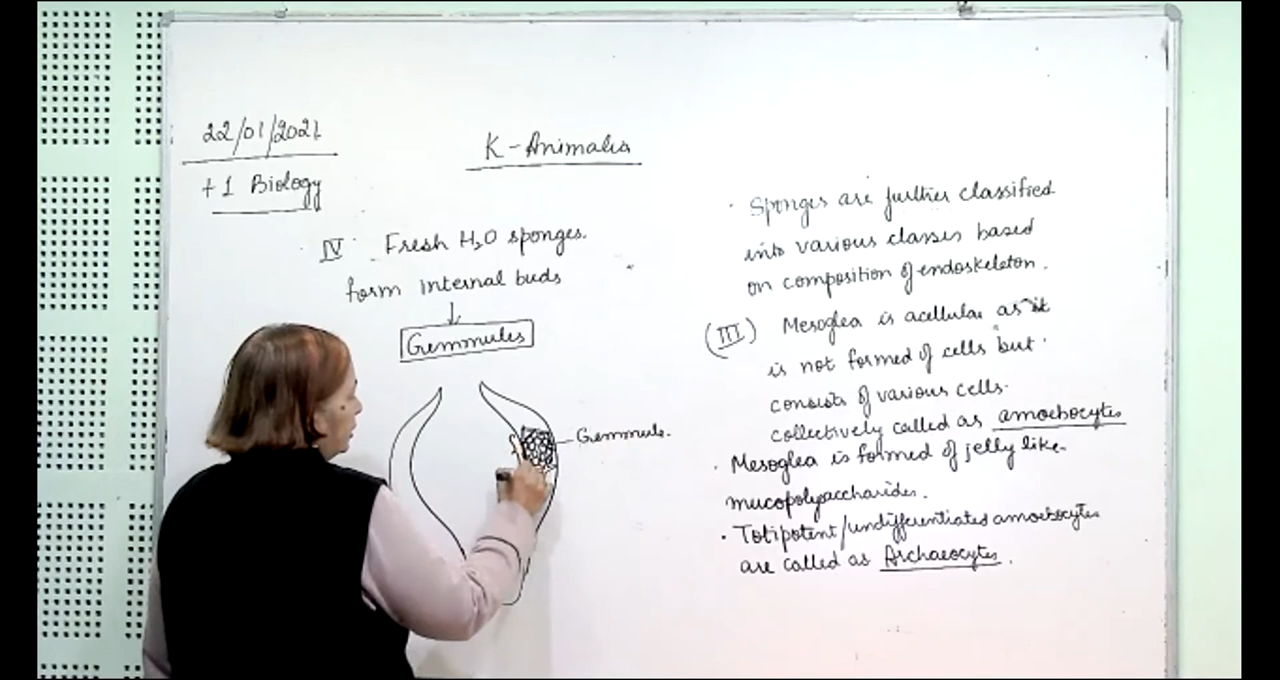 22/01/2021
+1 Biology
K-Animalia
IV Fresh H2O sponges.
form internal buds
Gemmules
Gemmule.
· Sponges are further classified
into various classes based
on composition of endoskeleton.
(III) Mesoglea is acellular as it
is not formed of cells but
consists of various cells.
collectively called as amoebocytes
· Mesoglea is formed of jelly like
mucopolysaccharides.
· Totipotent/undifferentiated amoebocytes
are called as Archaeocytes.